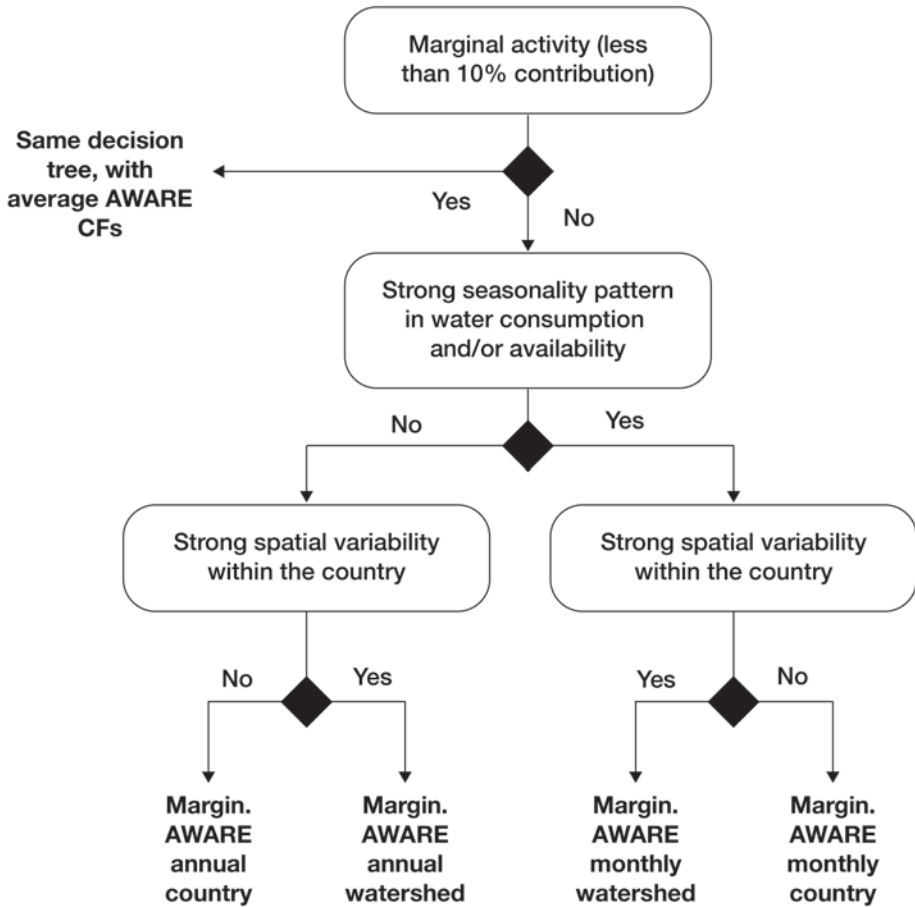 Marginal activity (less
than 10% contribution)
Same decision
tree, with
average AWARE
CFs
Yes
No
Strong seasonality pattern
in water consumption
and/or availability
No
Yes
Strong spatial variability
within the country
Strong spatial variability
within the country
No
Yes
Yes
No
Margin.
AWARE
annual
country
Margin.
AWARE
annual
watershed
Margin.
AWARE
monthly
watershed
Margin.
AWARE
monthly
country